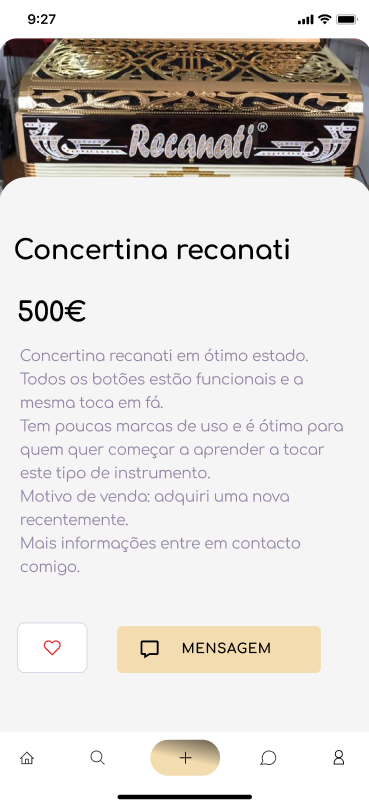 9:27
Recanati®
Concertina recanati
500€
Concertina recanati em ótimo estado.
Todos os botões estão funcionais e a
mesma toca em fá.
Tem poucas marcas de uso e é ótima para
quem quer começar a aprender a tocar
este tipo de instrumento.
Motivo de venda: adquiri uma nova
recentemente.
Mais informações entre em contacto
comigo.
MENSAGEM